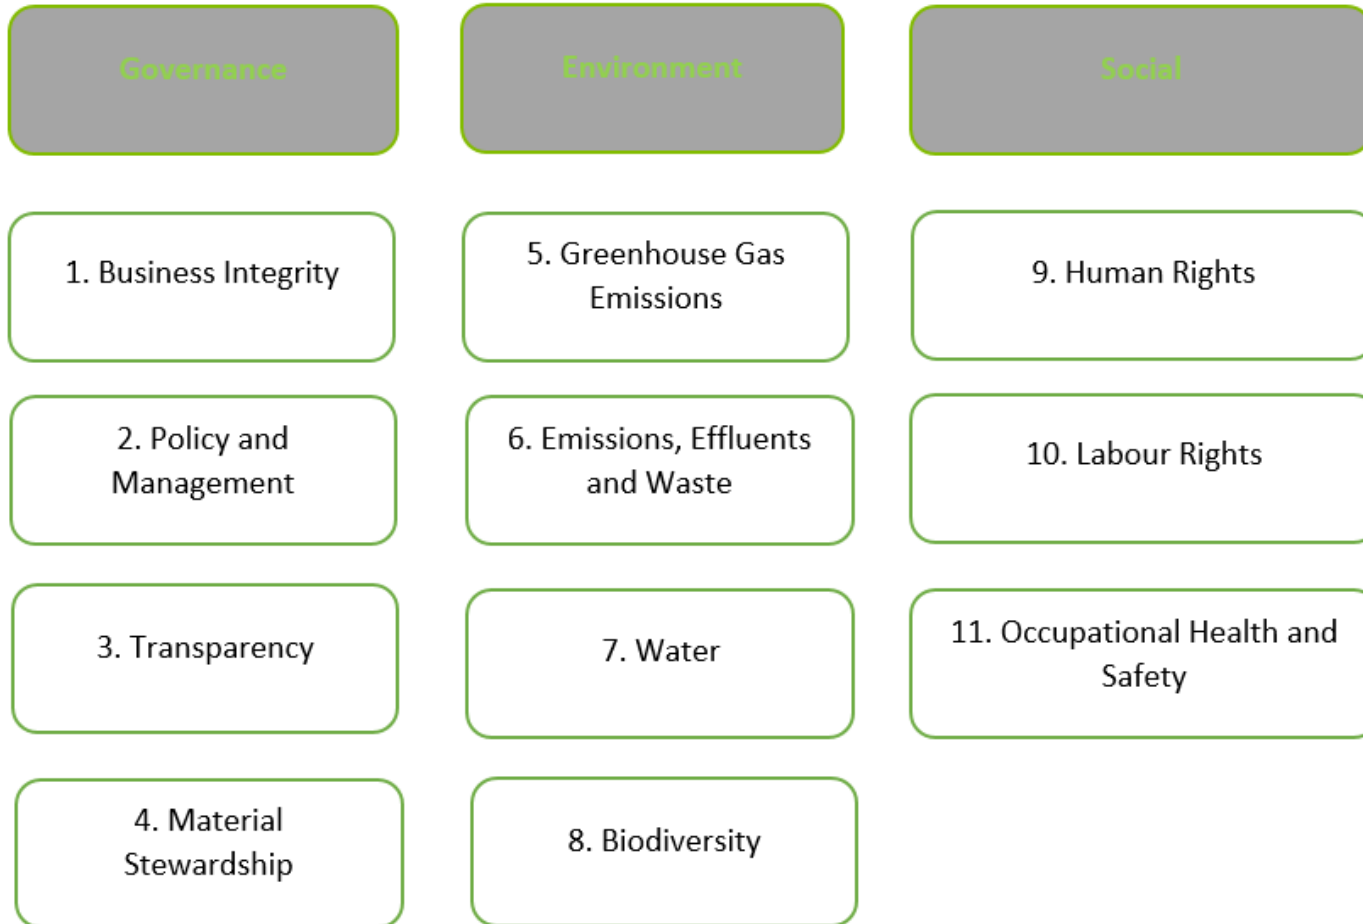 Governance
Environment
Social
1. Business Integrity
5. Greenhouse Gas
Emissions
9. Human Rights
2. Policy and
Management
6. Emissions, Effluents
and Waste
10. Labour Rights
3. Transparency
7. Water
11. Occupational Health and
Safety
4. Material
Stewardship
8. Biodiversity